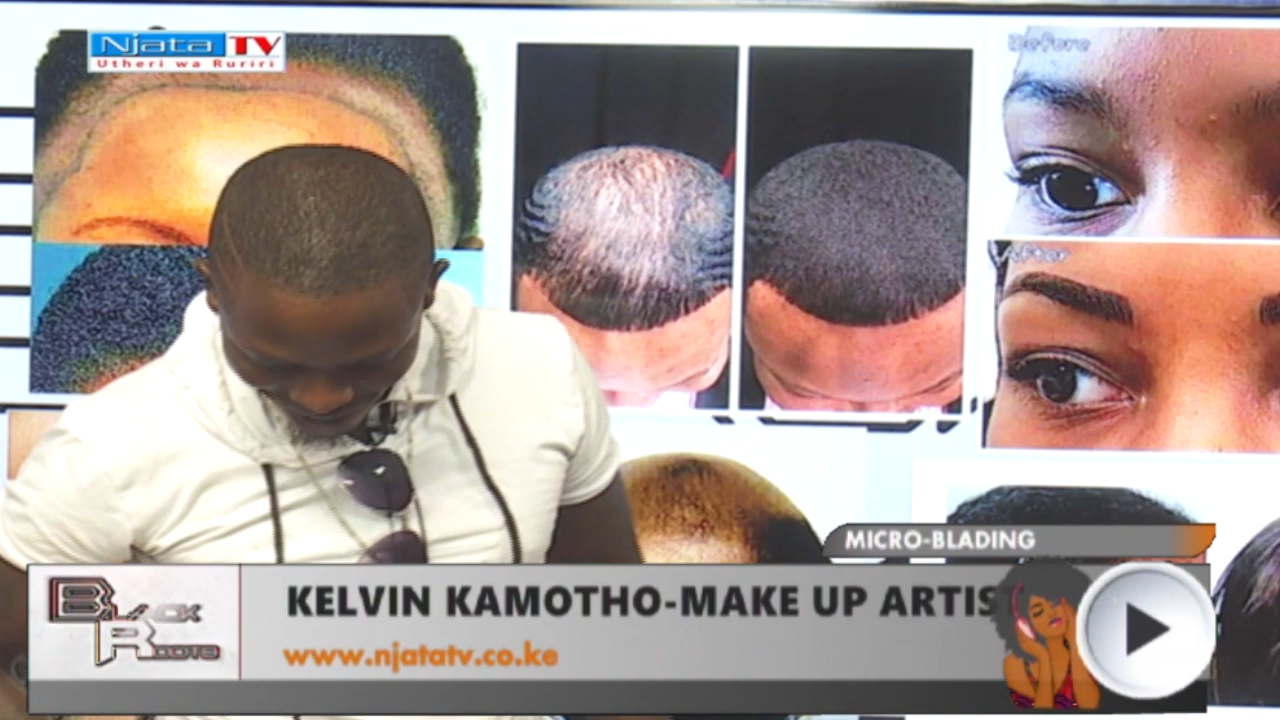 Njata TV
Utheri wa Ruriri
Before
After
MICRO-BLADING
BLACK
ROOTS
KELVIN KAMOTHO-MAKE UP ARTIS
www.njatatv.co.ke